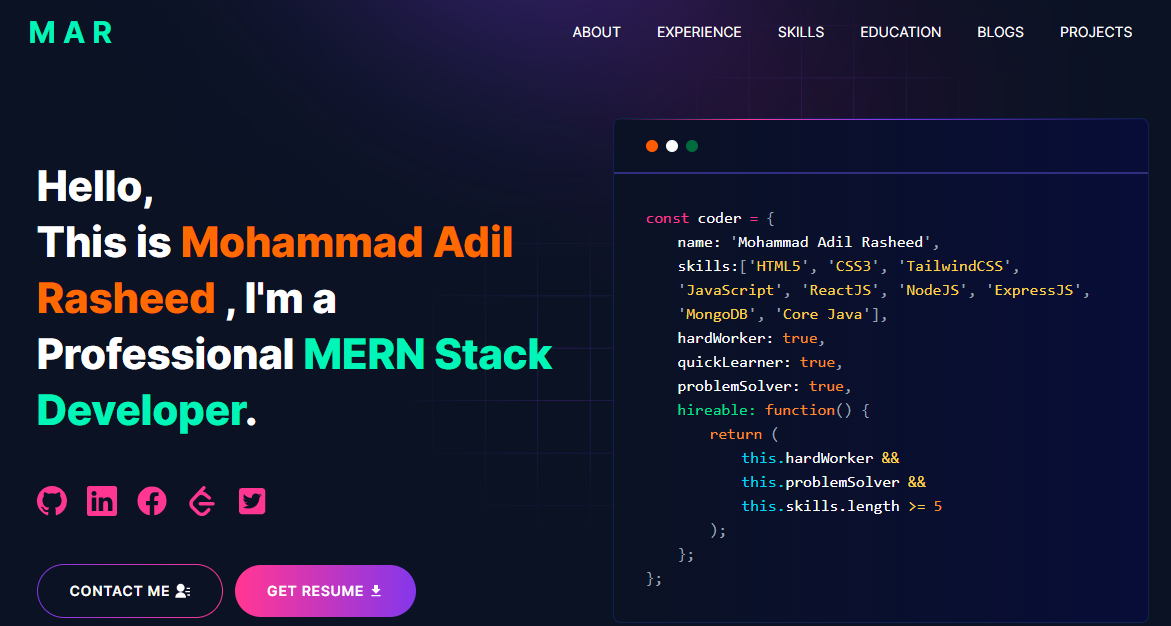 MAR
ABOUT EXPERIENCE SKILLS EDUCATION BLOGS PROJECTS
Hello,
This is Mohammad Adil
Rasheed , I'm a
Professional MERN Stack
Developer.
CONTACT ME GET RESUME
const coder = {
name: 'Mohammad Adil Rasheed',
skills:['HTML5', 'CSS3', 'TailwindCSS',
'JavaScript', 'ReactJS', 'NodeJS', 'ExpressJS',
'MongoDB', 'Core Java'],
hardWorker: true,
quickLearner: true,
problemSolver: true,
hireable: function() {
return (
this.hardWorker &&
this.problemSolver &&
this.skills.length >= 5
);
};
};